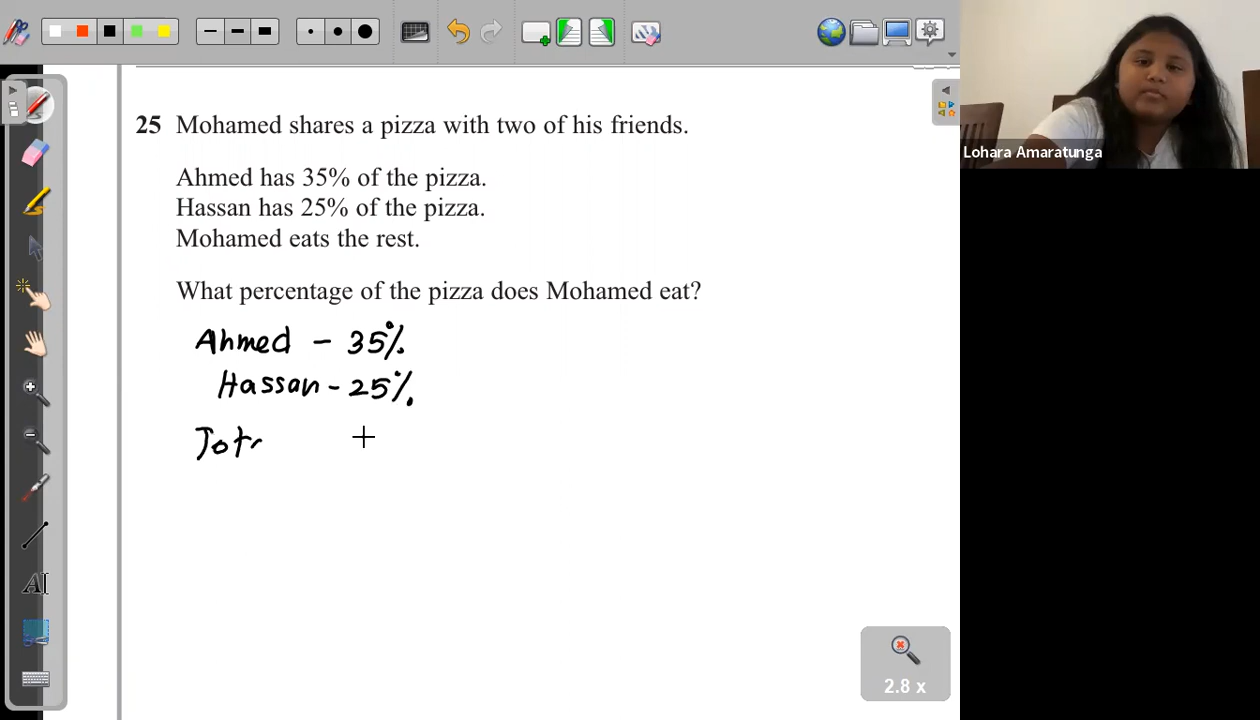 25 Mohamed shares a pizza with two of his friends.
Ahmed has 35% of the pizza.
Hassan has 25% of the pizza.
Mohamed eats the rest.
What percentage of the pizza does Mohamed eat?
Ahmed - 35%
Hassan - 25%
Tota
Lohara Amaratunga
2.8 x